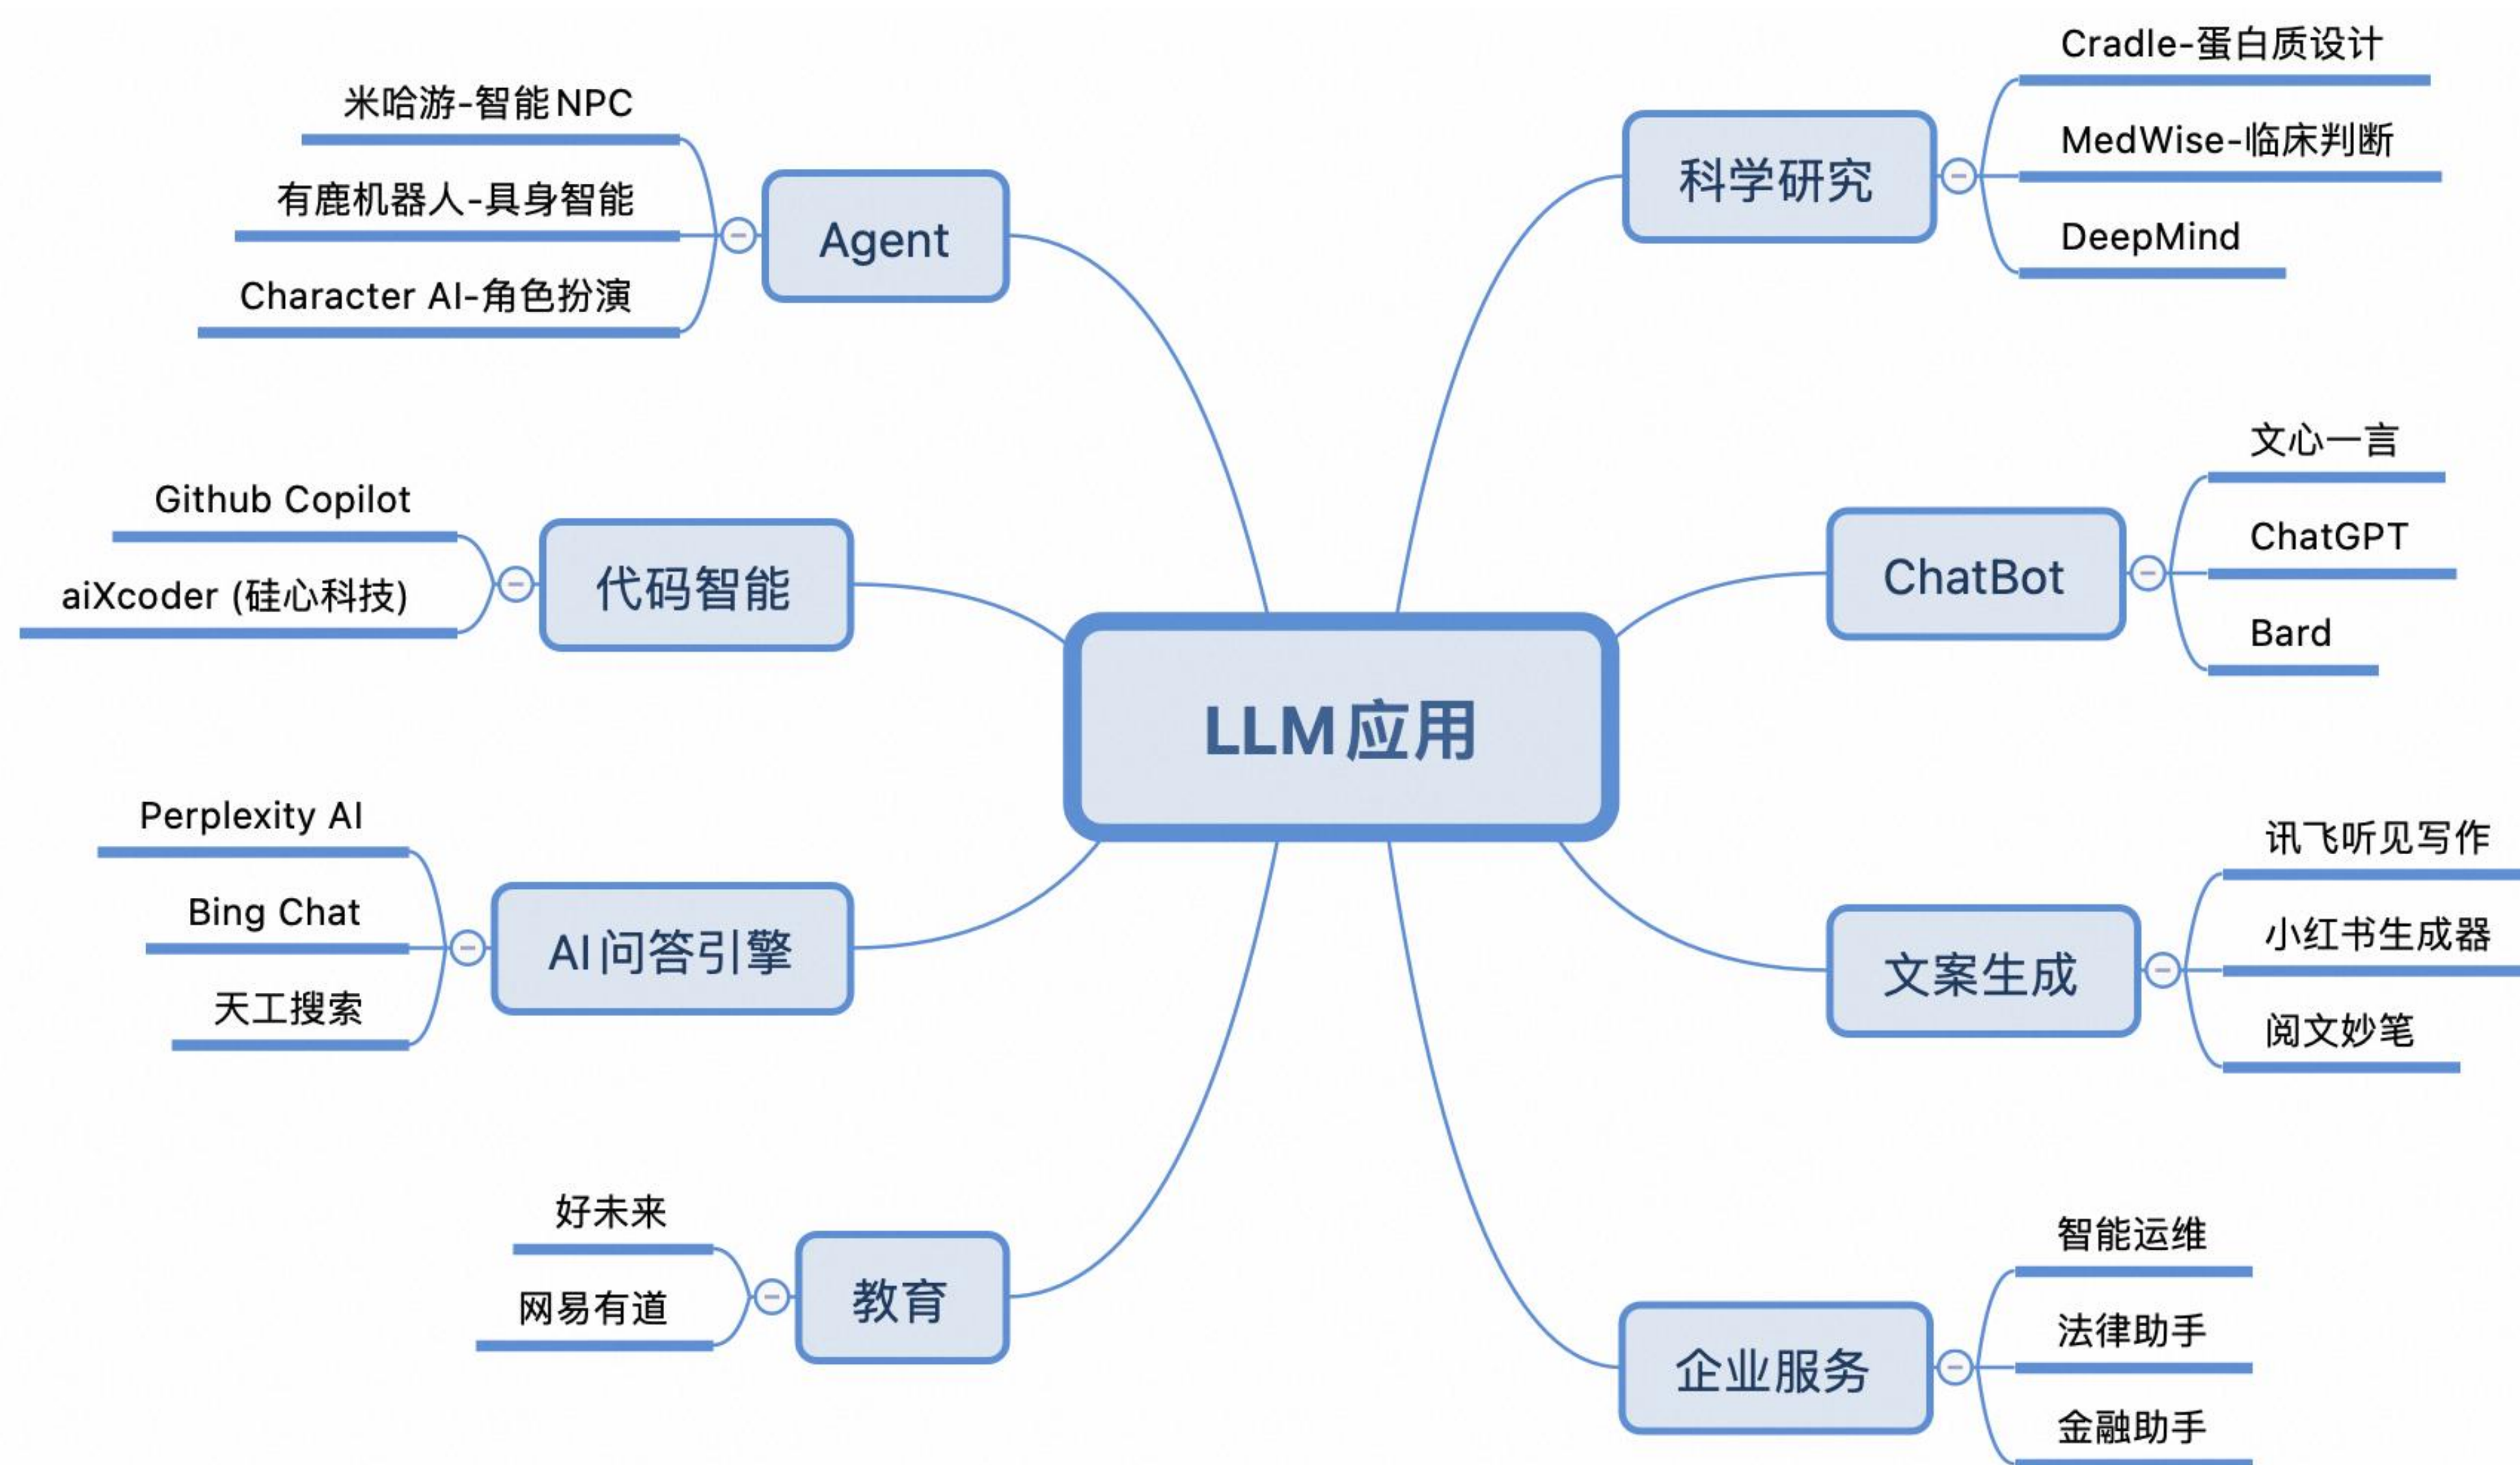 LLM应用
Agent
米哈游-智能NPC
有鹿机器人-具身智能
Character AI-角色扮演
代码智能
Github Copilot
aiXcoder (硅心科技)
AI问答引擎
Perplexity AI
Bing Chat
天工搜索
教育
好未来
网易有道
科学研究
Cradle-蛋白质设计
MedWise-临床判断
DeepMind
ChatBot
文心一言
ChatGPT
Bard
文案生成
讯飞听见写作
小红书生成器
阅文妙笔
企业服务
智能运维
法律助手
金融助手